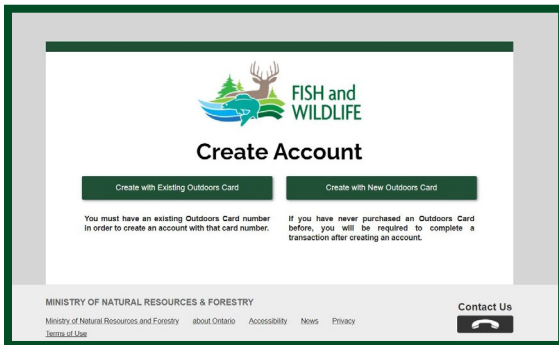 FISH and
WILDLIFE
Create Account
Create with Existing Outdoors Card
You must have an existing Outdoors Card number
in order to create an account with that card number.
Create with New Outdoors Card
If you have never purchased an Outdoors Card
before, you will be required to complete a
transaction after creating an account.
MINISTRY OF NATURAL RESOURCES & FORESTRY
Ministry of Natural Resources and Forestry about Ontario Accessibility News Privacy
Terms of Use
Contact Us